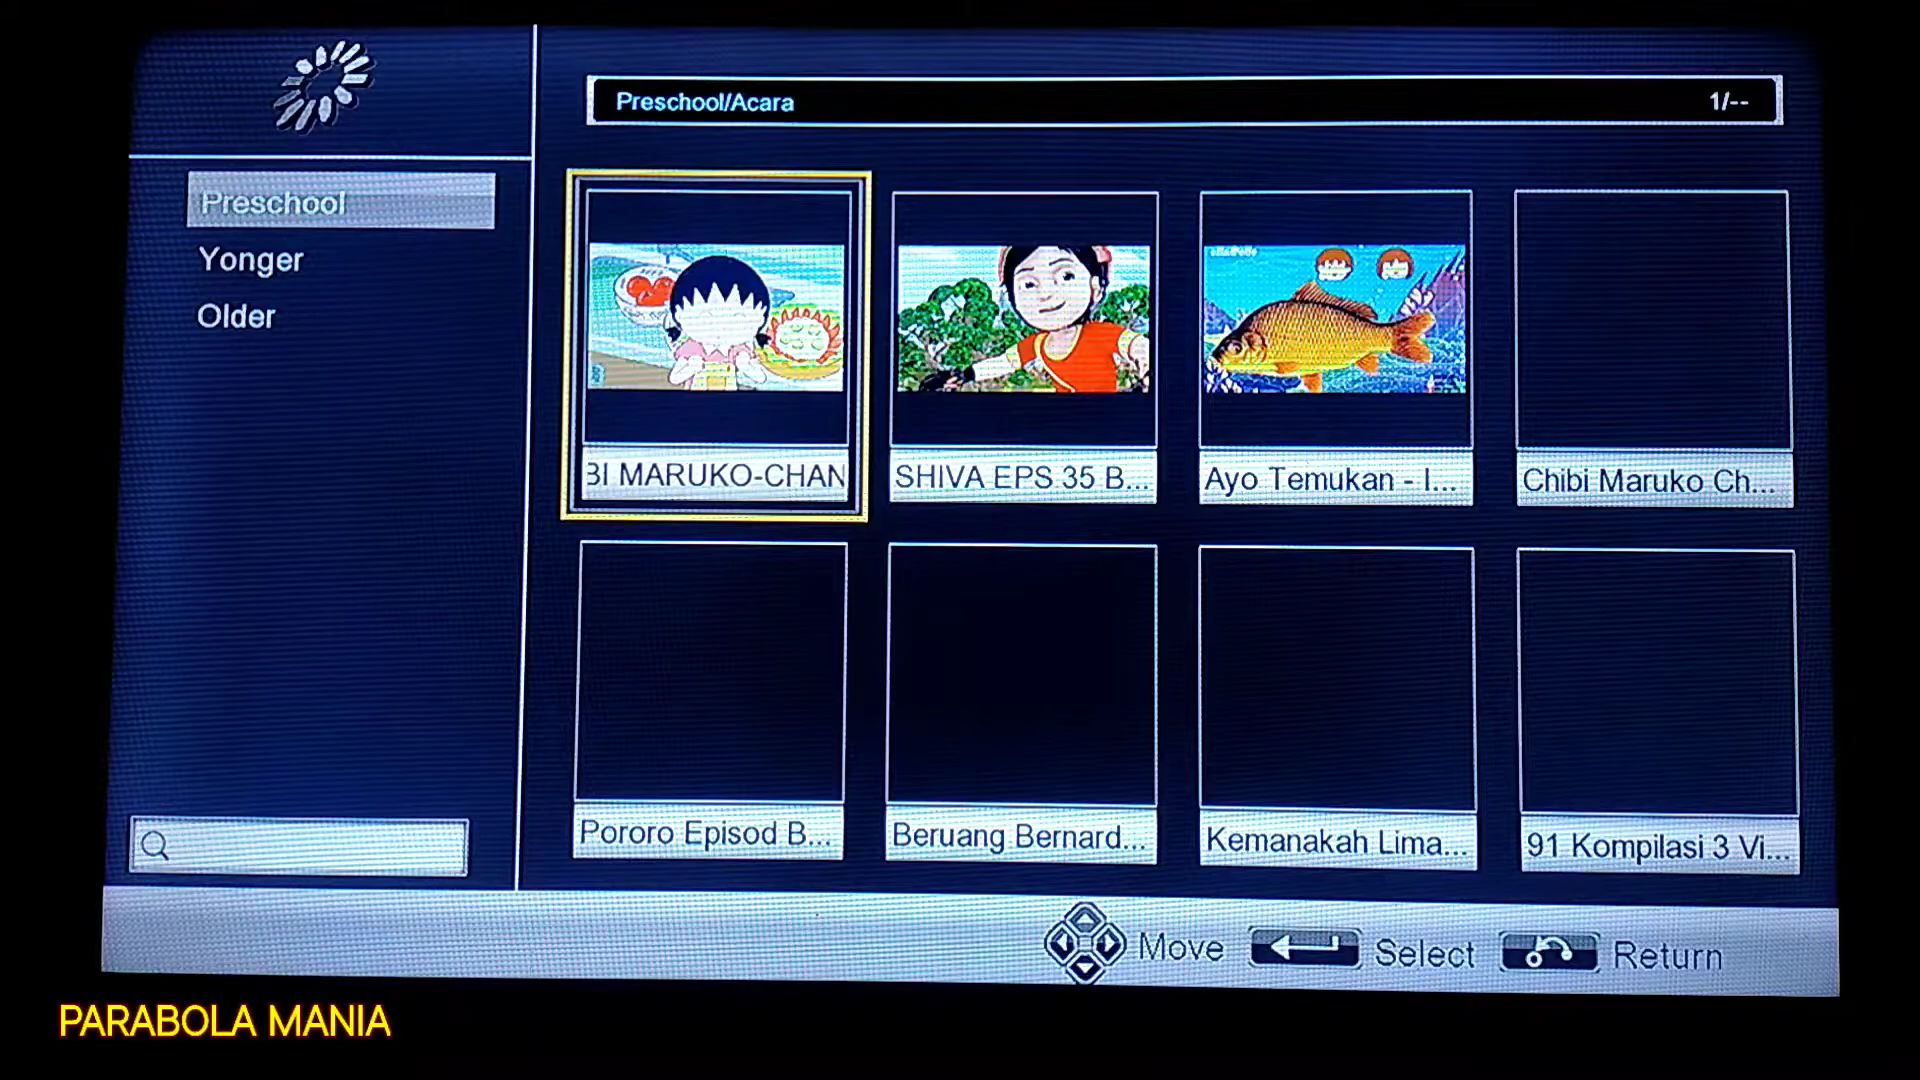 Preschool/Acara 1/--
Preschool
Yonger
Older
BI MARUKO-CHAN
SHIVA EPS 35 B...
Ayo Temukan - I...
Chibi Maruko Ch...
Pororo Episod B...
Beruang Bernard...
Kemanakah Lima...
91 Kompilasi 3 Vi...
Move Select Return
PARABOLA MANIA